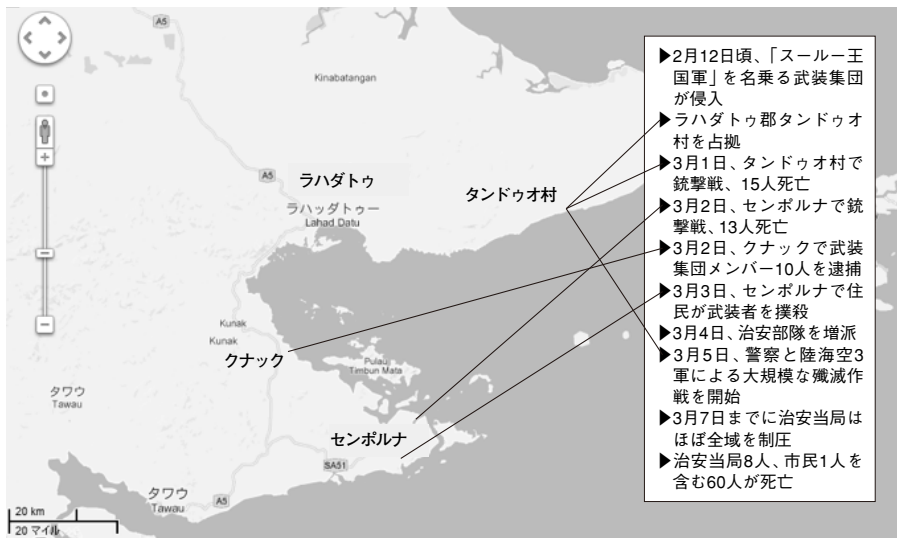 A5
Kinabatangan
A5
ラハダトゥ
ラハッダトゥー
Lahad Datu
タンドゥオ村
Kunak
Kunak
クナック
Pulau
Timbun Mata
タワウ
Tawau
センポルナ
SA51
タワウ
Tawau
A5
20 km
20 マイル
▶2月12日頃、「スールー王
国軍」を名乗る武装集団
が侵入
▶ラハダトゥ郡タンドゥオ
村を占拠
▶3月1日、タンドゥオ村で
銃撃戦、15人死亡
▶3月2日、センポルナで銃
撃戦、13人死亡
▶3月2日、クナックで武装
集団メンバー10人を逮捕
▶3月3日、センポルナで住
民が武装者を撲殺
▶3月4日、治安部隊を増派
▶3月5日、警察と陸海空3
軍による大規模な殲滅作
戦を開始
▶3月7日までに治安当局は
ほぼ全域を制圧
▶治安当局8人、市民1人を
含む60人が死亡